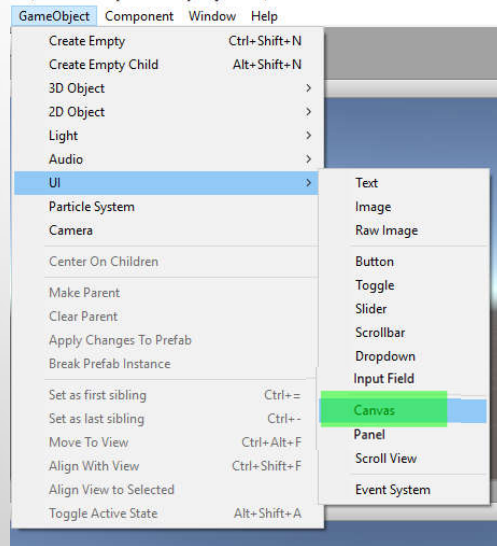 GameObject Component Window Help
Create Empty Ctrl+Shift+N
Create Empty Child Alt+Shift+N
3D Object >
2D Object >
Light >
Audio >
UI >
Particle System
Camera
Center On Children
Make Parent
Clear Parent
Apply Changes To Prefab
Break Prefab Instance
Set as first sibling Ctrl+=
Set as last sibling Ctrl+-
Move To View Ctrl+Alt+F
Align With View Ctrl+Shift+F
Align View to Selected
Toggle Active State Alt+Shift+A
Text
Image
Raw Image
Button
Toggle
Slider
Scrollbar
Dropdown
Input Field
Canvas
Panel
Scroll View
Event System